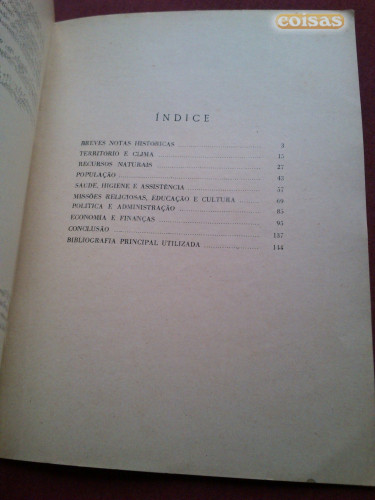 coisas
ÍNDICE
BREVES NOTAS HISTÓRICAS 3
TERRITÓRIO E CLIMA 15
RECURSOS NATURAIS 27
POPULAÇÃO 43
SAÚDE, HIGIENE E ASSISTÊNCIA 57
MISSÕES RELIGIOSAS, EDUCAÇÃO E CULTURA 69
POLÍTICA E ADMINISTRAÇÃO 85
ECONOMIA E FINANÇAS 95
CONCLUSÃO 137
BIBLIOGRAFIA PRINCIPAL UTILIZADA 144